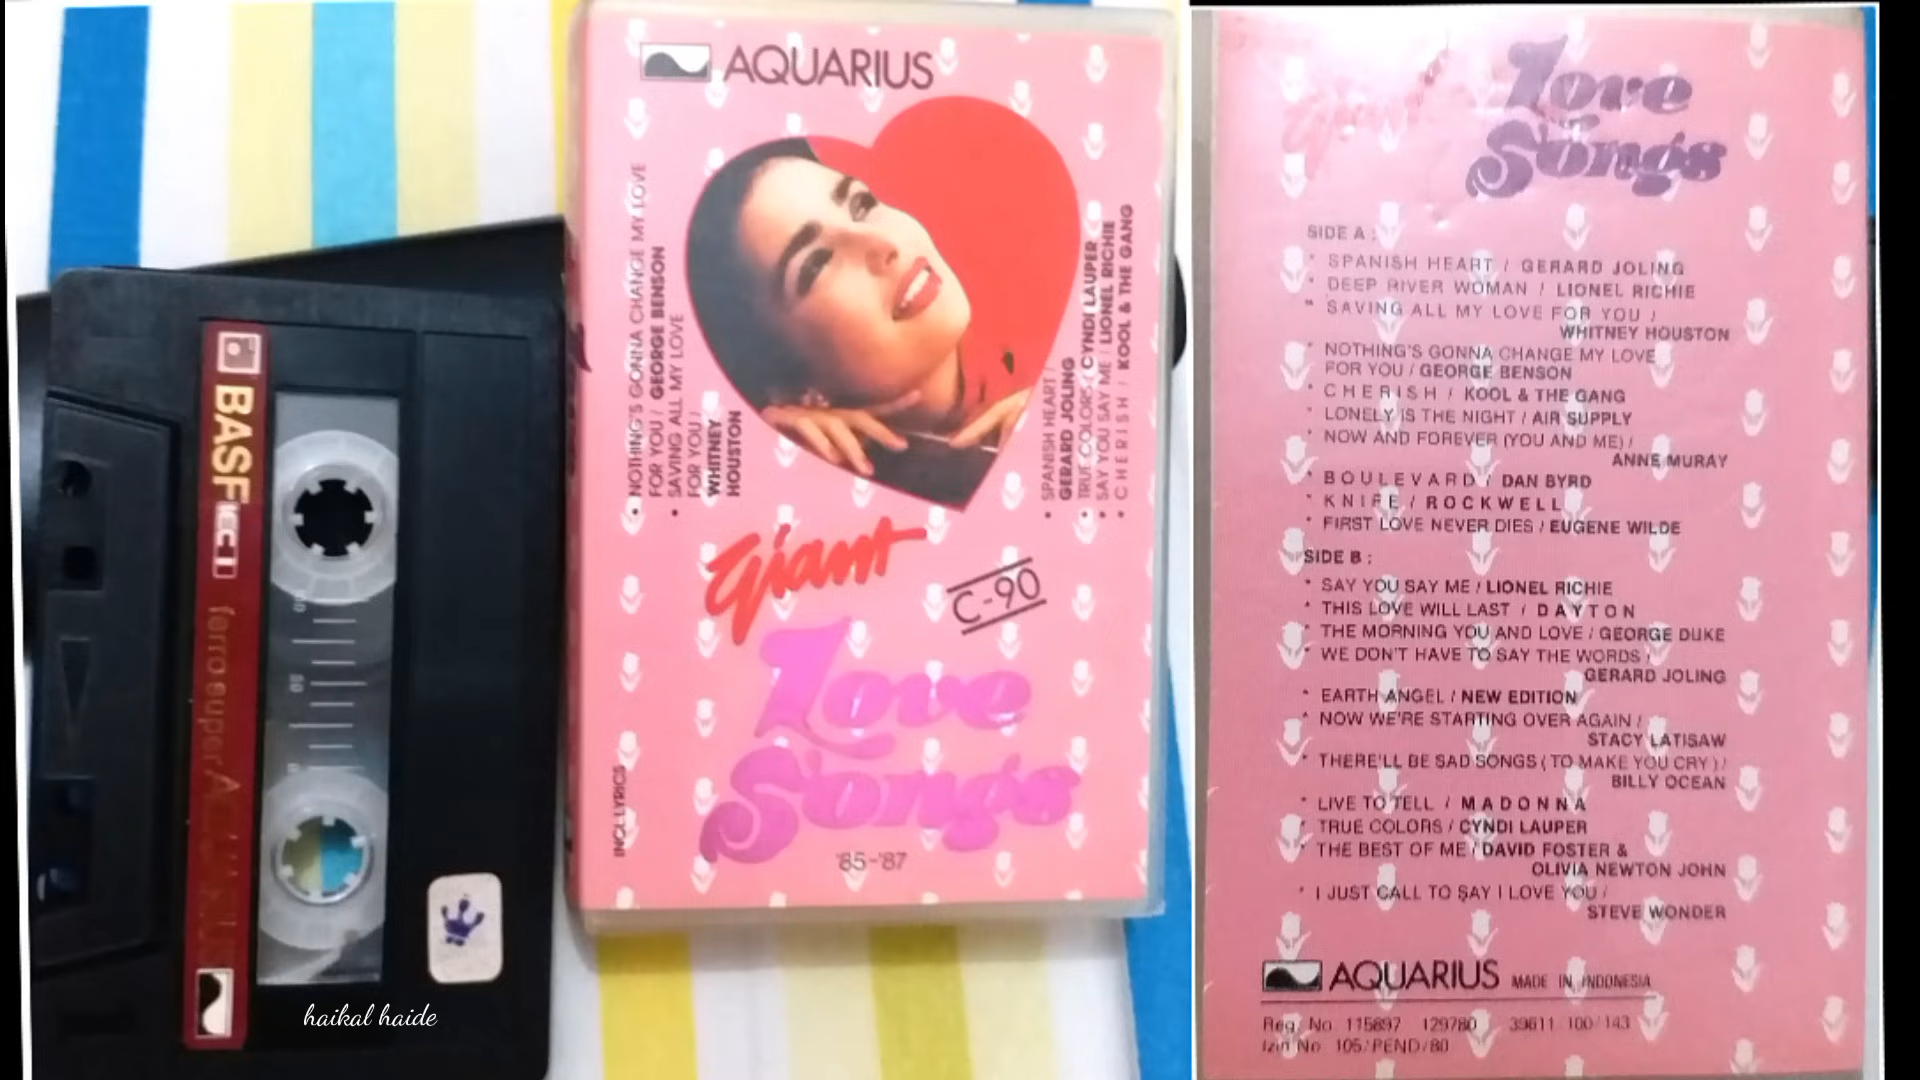 AQUARIUS
• NOTHING'S GONNA CHANGE MY LOVE
FOR YOU / GEORGE BENSON
• SAVING ALL MY LOVE
FOR YOU /
WHITNEY
HOUSTON
• SPANISH HEART /
GERARD JOLING
• TRUE COLORS / CYNDI LAUPER
• SAY YOU SAY ME / LIONEL RICHIE
• CHERISH / KOOL & THE GANG
Giant
C-90
Love
Songs
'85-'87
INCL. LYRICS
BASF IEC I
ferro super
90
50
0
haikal haide
Giant
Love
Songs
SIDE A :
* SPANISH HEART / GERARD JOLING
* DEEP RIVER WOMAN / LIONEL RICHIE
* SAVING ALL MY LOVE FOR YOU /
WHITNEY HOUSTON
* NOTHING'S GONNA CHANGE MY LOVE
FOR YOU / GEORGE BENSON
* CHERISH / KOOL & THE GANG
* LONELY IS THE NIGHT / AIR SUPPLY
* NOW AND FOREVER (YOU AND ME) /
ANNE MURAY
* BOULEVARD / DAN BYRD
* KNIFE / ROCKWELL
* FIRST LOVE NEVER DIES / EUGENE WILDE
SIDE B :
* SAY YOU SAY ME / LIONEL RICHIE
* THIS LOVE WILL LAST / DAYTON
* THE MORNING YOU AND LOVE / GEORGE DUKE
* WE DON'T HAVE TO SAY THE WORDS /
GERARD JOLING
* EARTH ANGEL / NEW EDITION
* NOW WE'RE STARTING OVER AGAIN /
STACY LATISAW
* THERE'LL BE SAD SONGS (TO MAKE YOU CRY) /
BILLY OCEAN
* LIVE TO TELL / MADONNA
* TRUE COLORS / CYNDI LAUPER
* THE BEST OF ME / DAVID FOSTER &
OLIVIA NEWTON JOHN
* I JUST CALL TO SAY I LOVE YOU /
STEVE WONDER
AQUARIUS MADE IN INDONESIA
Reg. No 115697 129780 39611/100/143
Izin No 105/PEND/80